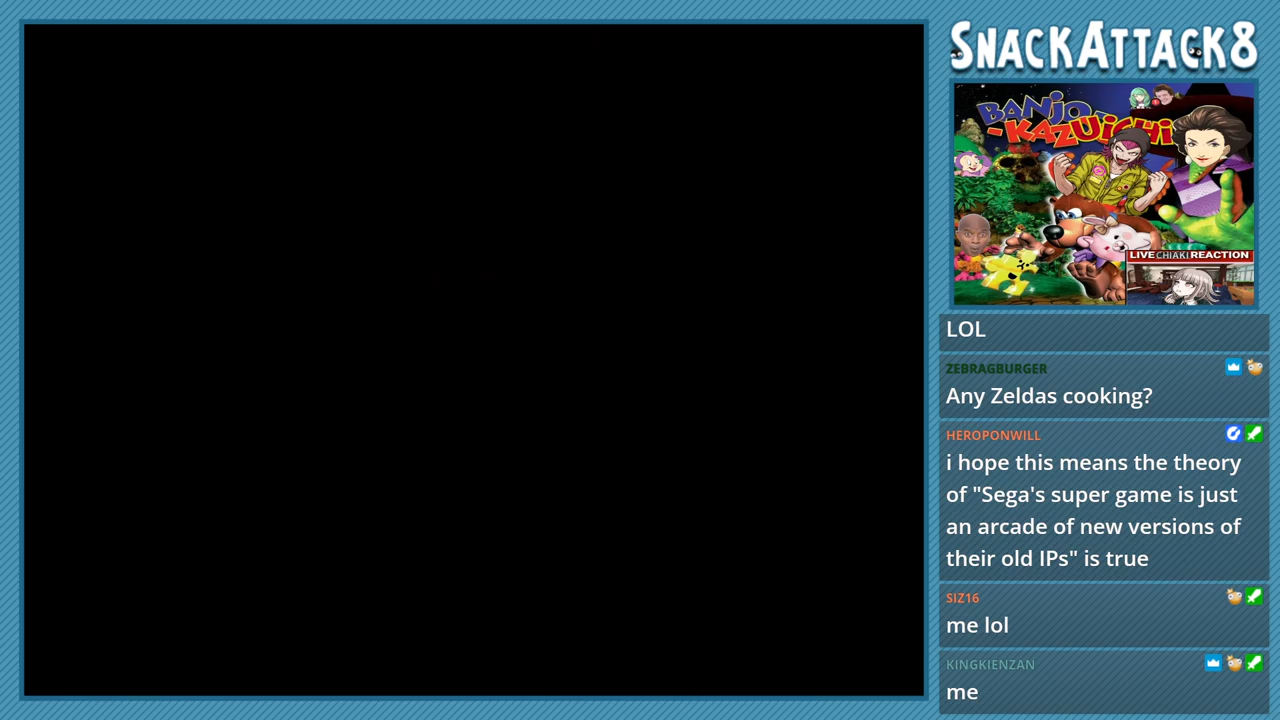 SNACKATTACK8
BANJO
-KAZUICHI
LIVE CHIAKI REACTION
LOL
ZEBRAGBURGER
Any Zeldas cooking?
HEROPONWILL
i hope this means the theory
of "Sega's super game is just
an arcade of new versions of
their old IPs" is true
SIZ16
me lol
KINGKIENZAN
me